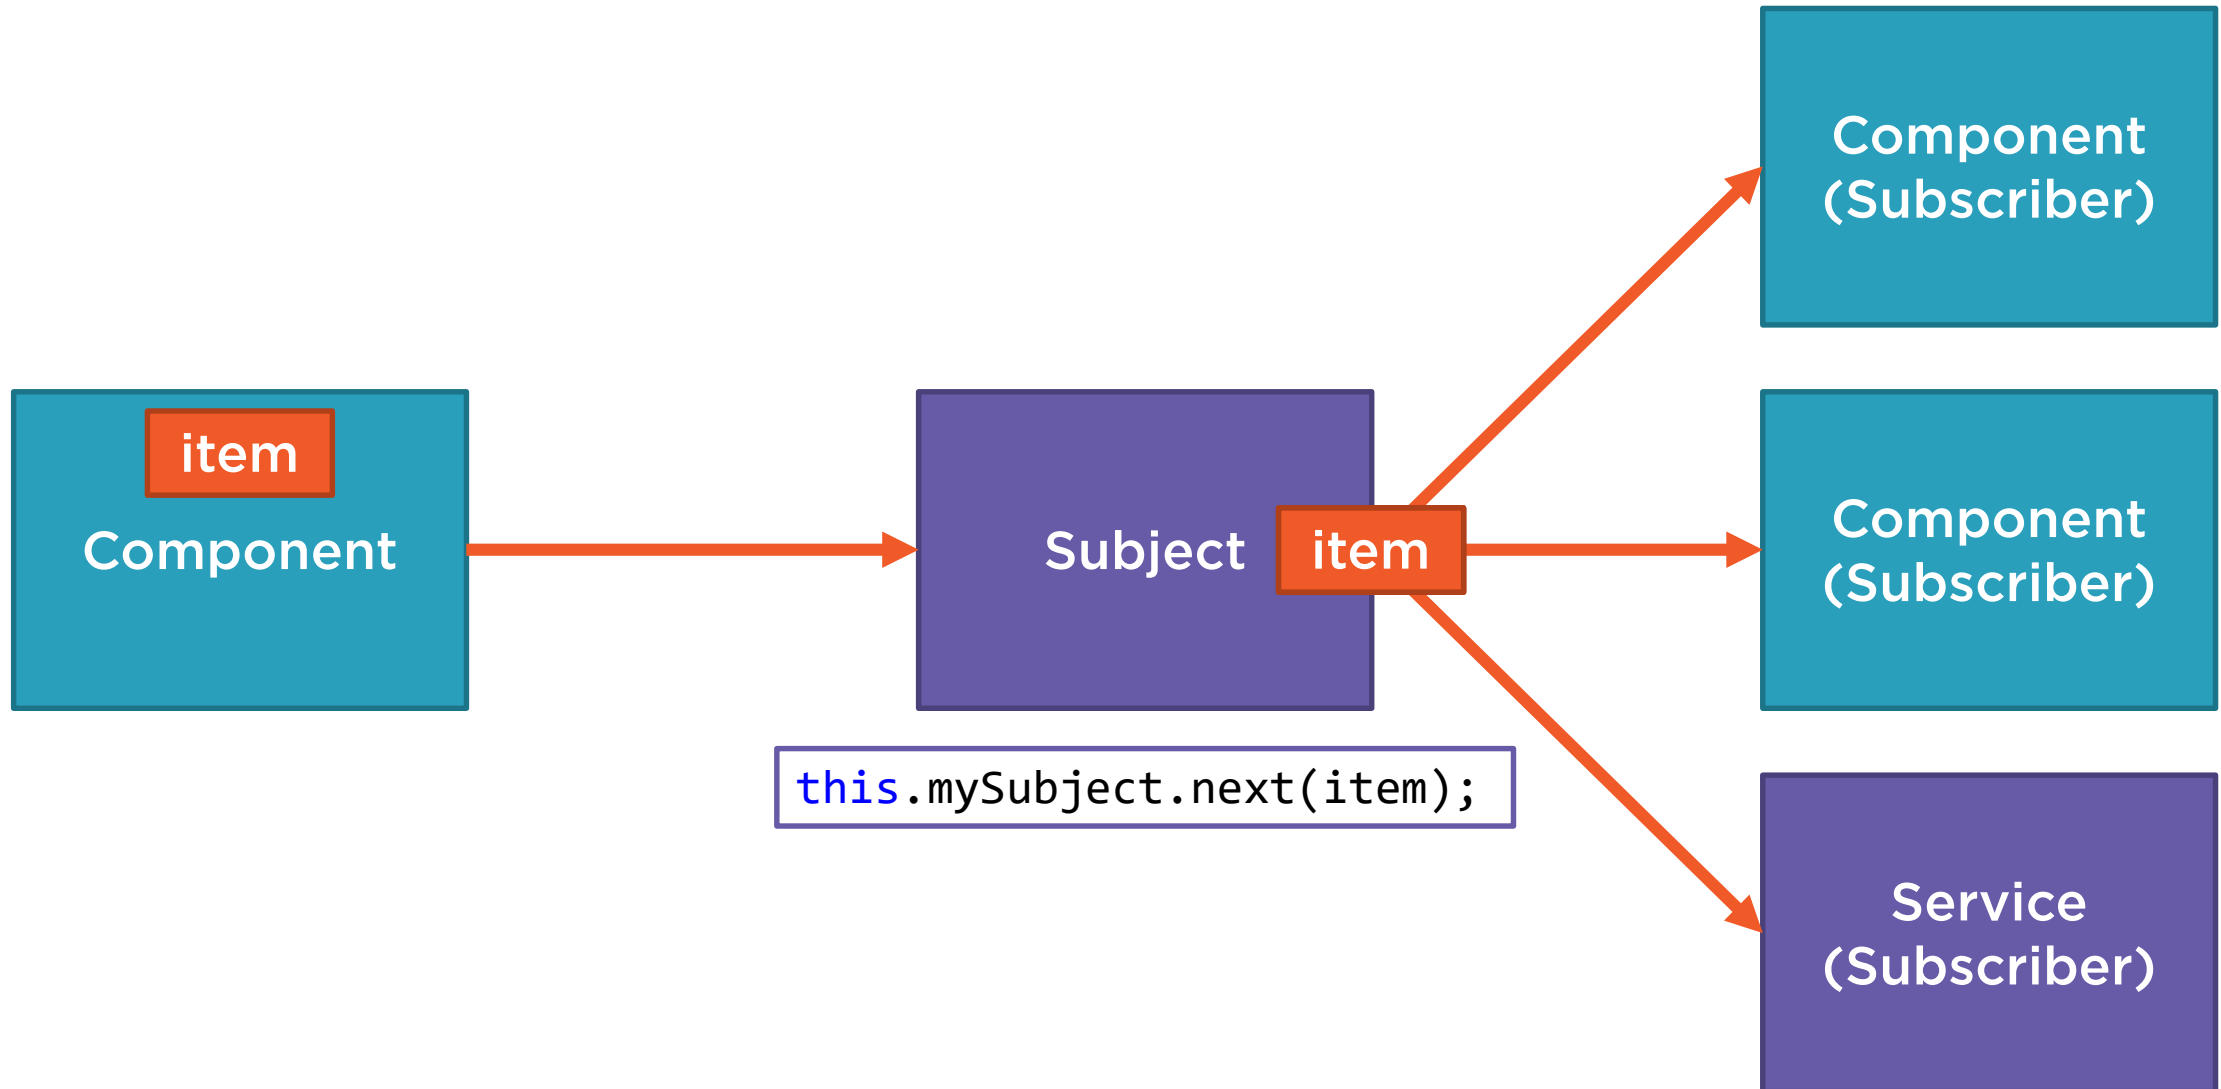 item
Component
Subject
item
this.mySubject.next(item);
Component
(Subscriber)
Component
(Subscriber)
Service
(Subscriber)